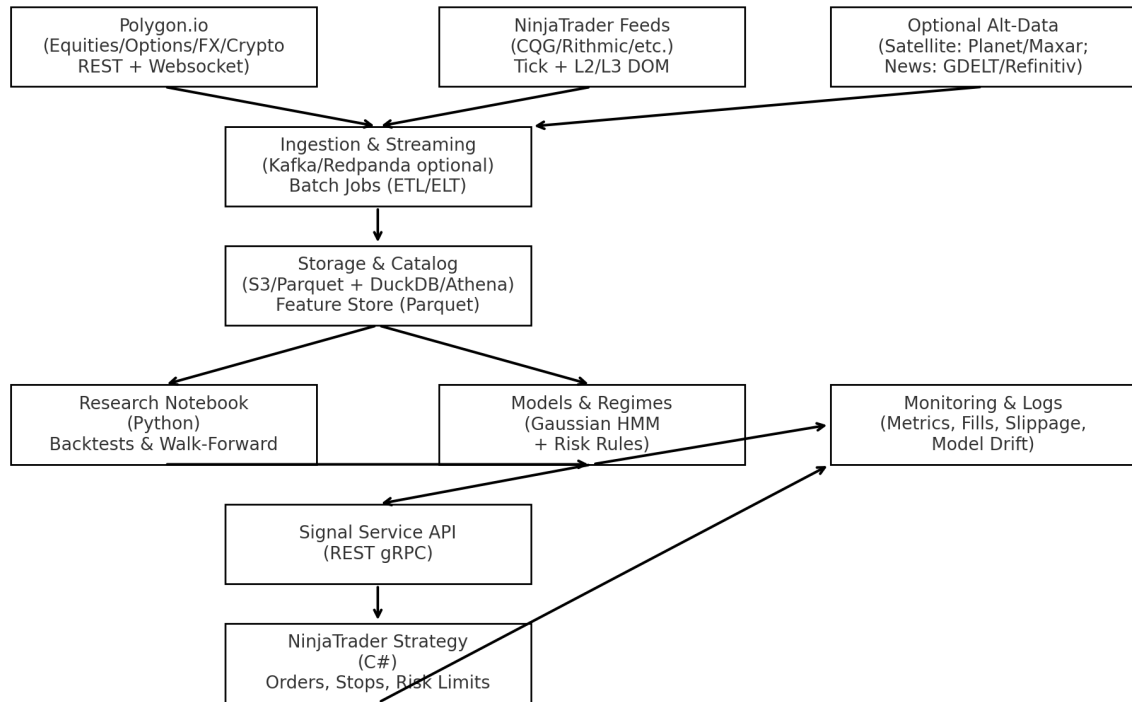 Polygon.io
(Equities/Options/FX/Crypto
REST + Websocket)
NinjaTrader Feeds
(CQG/Rithmic/etc.)
Tick + L2/L3 DOM
Optional Alt-Data
(Satellite: Planet/Maxar;
News: GDELT/Refinitiv)
Ingestion & Streaming
(Kafka/Redpanda optional)
Batch Jobs (ETL/ELT)
Storage & Catalog
(S3/Parquet + DuckDB/Athena)
Feature Store (Parquet)
Research Notebook
(Python)
Backtests & Walk-Forward
Models & Regimes
(Gaussian HMM
+ Risk Rules)
Monitoring & Logs
(Metrics, Fills, Slippage,
Model Drift)
Signal Service API
(REST gRPC)
NinjaTrader Strategy
(C#)
Orders, Stops, Risk Limits